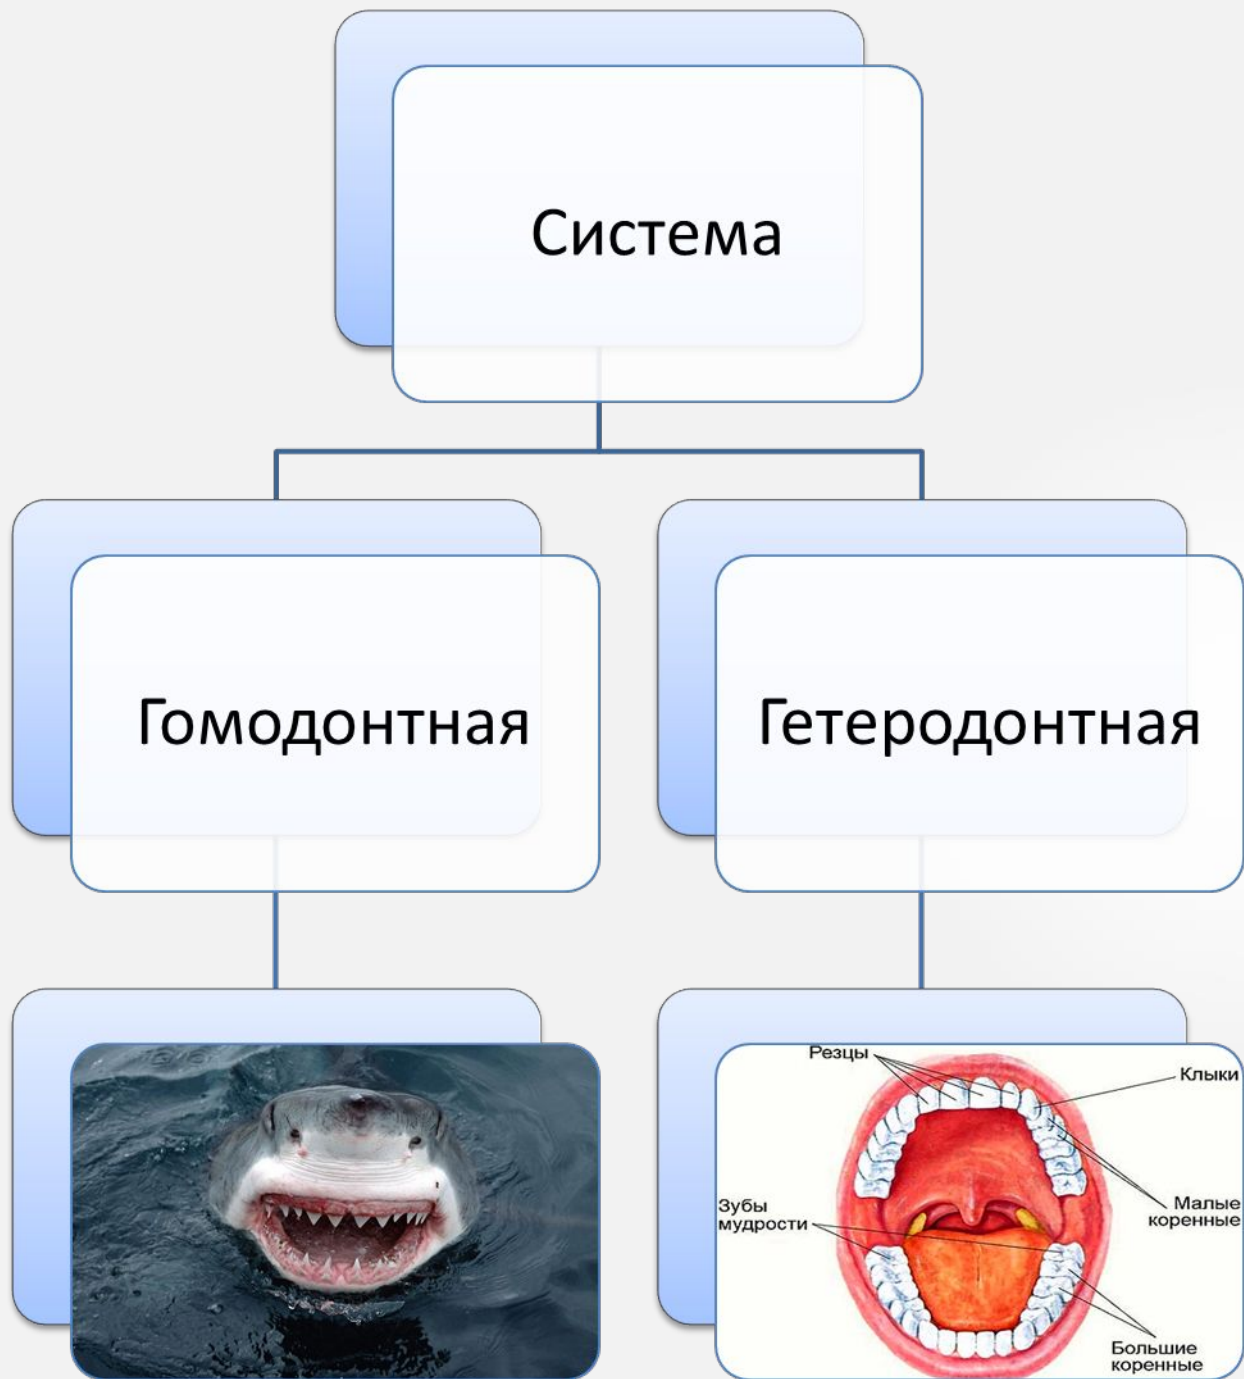 Система
Гомодонтная
Гетеродонтная
Резцы
Клыки
Зубы
мудрости
Малые
коренные
Большие
коренные